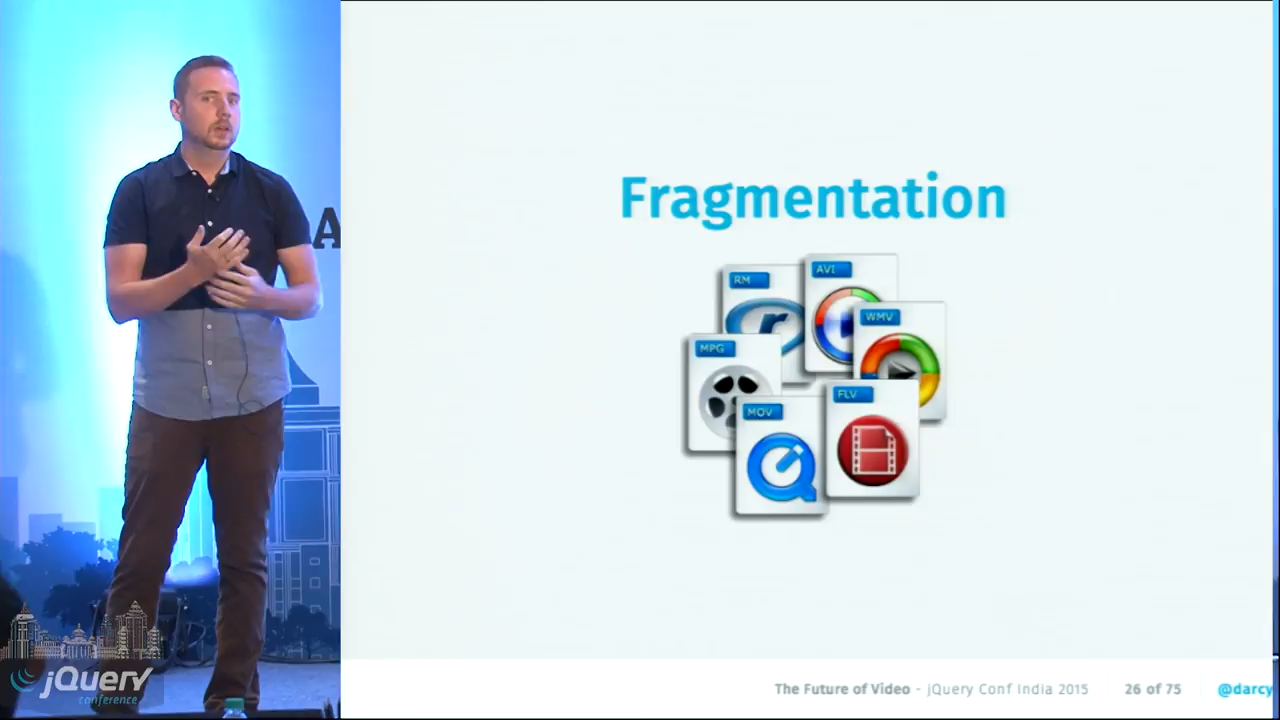 Fragmentation
RM
AVI
WMV
MPG
FLV
MOV
A
jQuery
conference
The Future of Video - jQuery Conf India 2015
26 of 75
@darcy